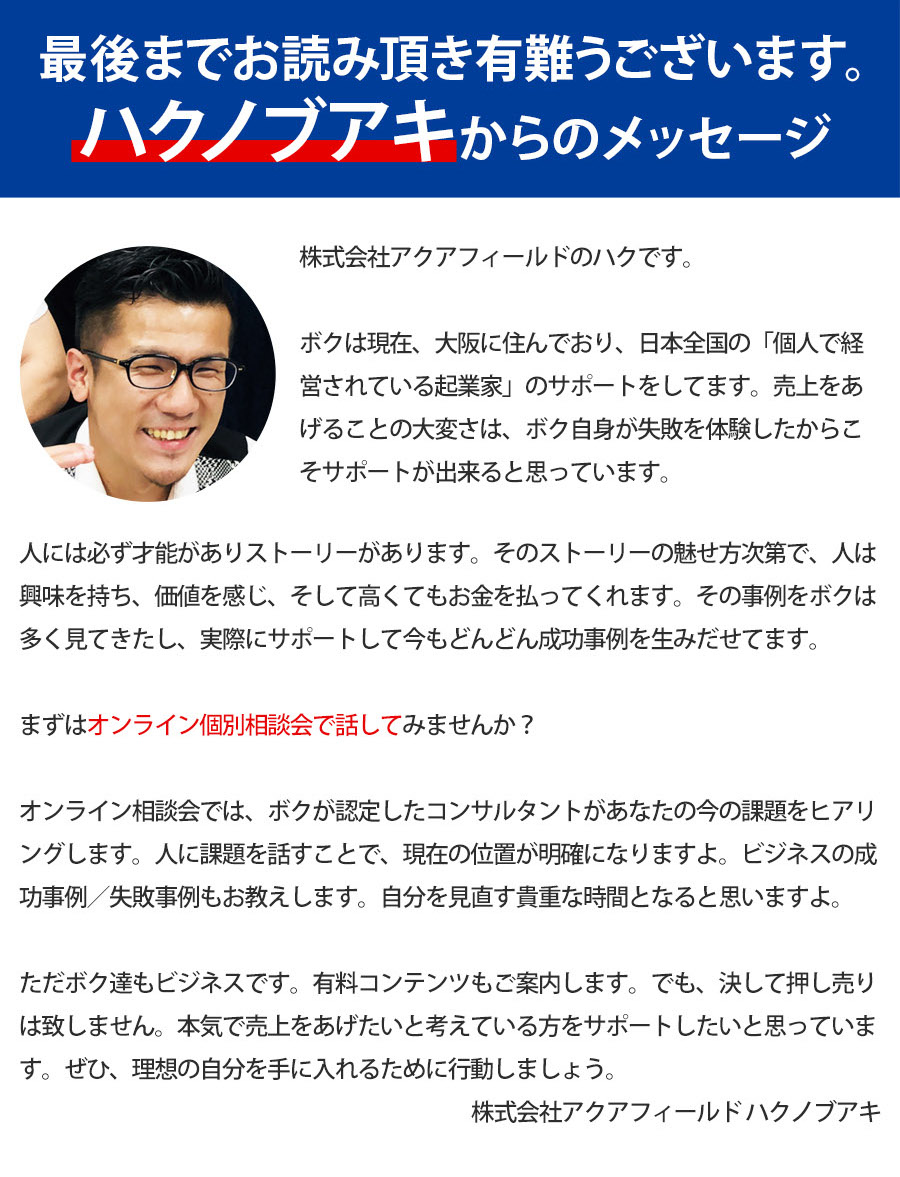 最後までお読み頂き有難うございます。
ハクノブアキからのメッセージ
株式会社アクアフィールドのハクです。
ボクは現在、大阪に住んでおり、日本全国の「個人で経
営されている起業家」のサポートをしてます。売上をあ
げることの大変さは、ボク自身が失敗を体験したからこ
そサポートが出来ると思っています。
人には必ず才能がありストーリーがあります。そのストーリーの魅せ方次第で、人は
興味を持ち、価値を感じ、そして高くてもお金を払ってくれます。その事例をボクは
多く見てきたし、実際にサポートして今もどんどん成功事例を生みだせてます。
まずはオンライン個別相談会で話してみませんか？
オンライン相談会では、ボクが認定したコンサルタントがあなたの今の課題をヒアリ
ングします。人に課題を話すことで、現在の位置が明確になりますよ。ビジネスの成
功事例／失敗事例もお教えします。自分を見直す貴重な時間となると思いますよ。
ただボク達もビジネスです。有料コンテンツもご案内します。でも、決して押し売り
は致しません。本気で売上をあげたいと考えている方をサポートしたいと思っていま
す。ぜひ、理想の自分を手に入れるために行動しましょう。
株式会社アクアフィールド ハクノブアキ